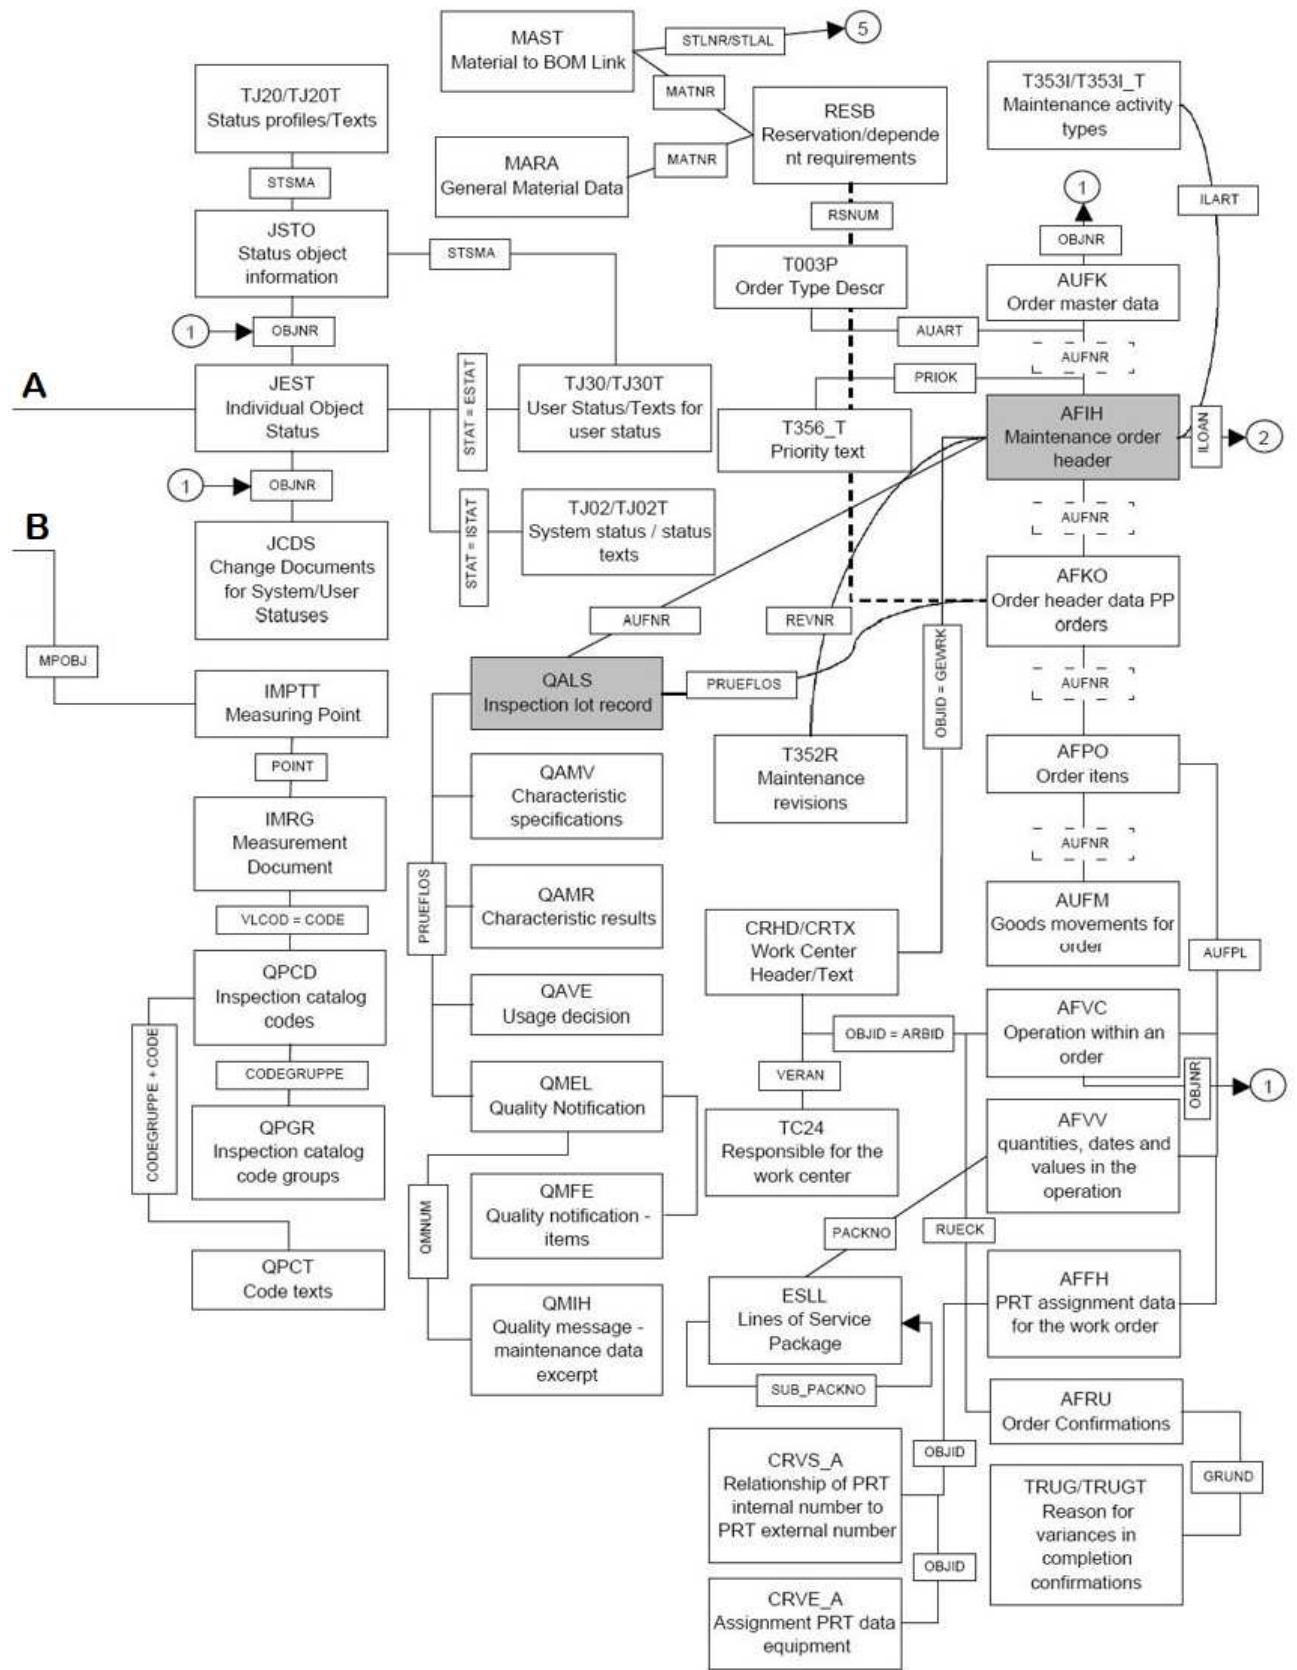 MAST
Material to BOM Link
STLNR/STLAL
5
TJ20/TJ20T
Status profiles/Texts
MATNR
RESB
Reservation/depende
nt requirements
T353I/T353I_T
Maintenance activity
types
MARA
General Material Data
MATNR
STSMA
1
ILART
RSNUM
JSTO
Status object
information
STSMA
OBJNR
T003P
Order Type Descr
AUFK
Order master data
1
OBJNR
AUART
AUFNR
A
JEST
Individual Object
Status
STAT = ESTAT
TJ30/TJ30T
User Status/Texts for
user status
PRIOK
T356_T
Priority text
AFIH
Maintenance order
header
ILOAN
2
1
OBJNR
B
TJ02/TJ02T
System status / status
texts
STAT = ISTAT
AUFNR
JCDS
Change Documents
for System/User
Statuses
AFKO
Order header data PP
orders
AUFNR
REVNR
MPOBJ
OBJID = GEWRK
IMPTT
Measuring Point
QALS
Inspection lot record
PRUEFLOS
AUFNR
POINT
T352R
Maintenance
revisions
AFPO
Order itens
QAMV
Characteristic
specifications
IMRG
Measurement
Document
AUFNR
PRUEFLOS
QAMR
Characteristic results
AUFM
Goods movements for
order
VLCOD = CODE
CRHD/CRTX
Work Center
Header/Text
AUFPL
QPCD
Inspection catalog
codes
QAVE
Usage decision
AFVC
Operation within an
order
OBJID = ARBID
CODEGRUPPE + CODE
CODEGRUPPE
VERAN
OBJNR
1
QMEL
Quality Notification
QPGR
Inspection catalog
code groups
TC24
Responsible for the
work center
AFVV
quantities, dates and
values in the
operation
QMNUM
QMFE
Quality notification -
items
PACKNO
RUECK
QPCT
Code texts
AFFH
PRT assignment data
for the work order
ESLL
Lines of Service
Package
QMIH
Quality message -
maintenance data
excerpt
SUB_PACKNO
AFRU
Order Confirmations
CRVS_A
Relationship of PRT
internal number to
PRT external number
OBJID
GRUND
TRUG/TRUGT
Reason for
variances in
completion
confirmations
OBJID
CRVE_A
Assignment PRT data
equipment